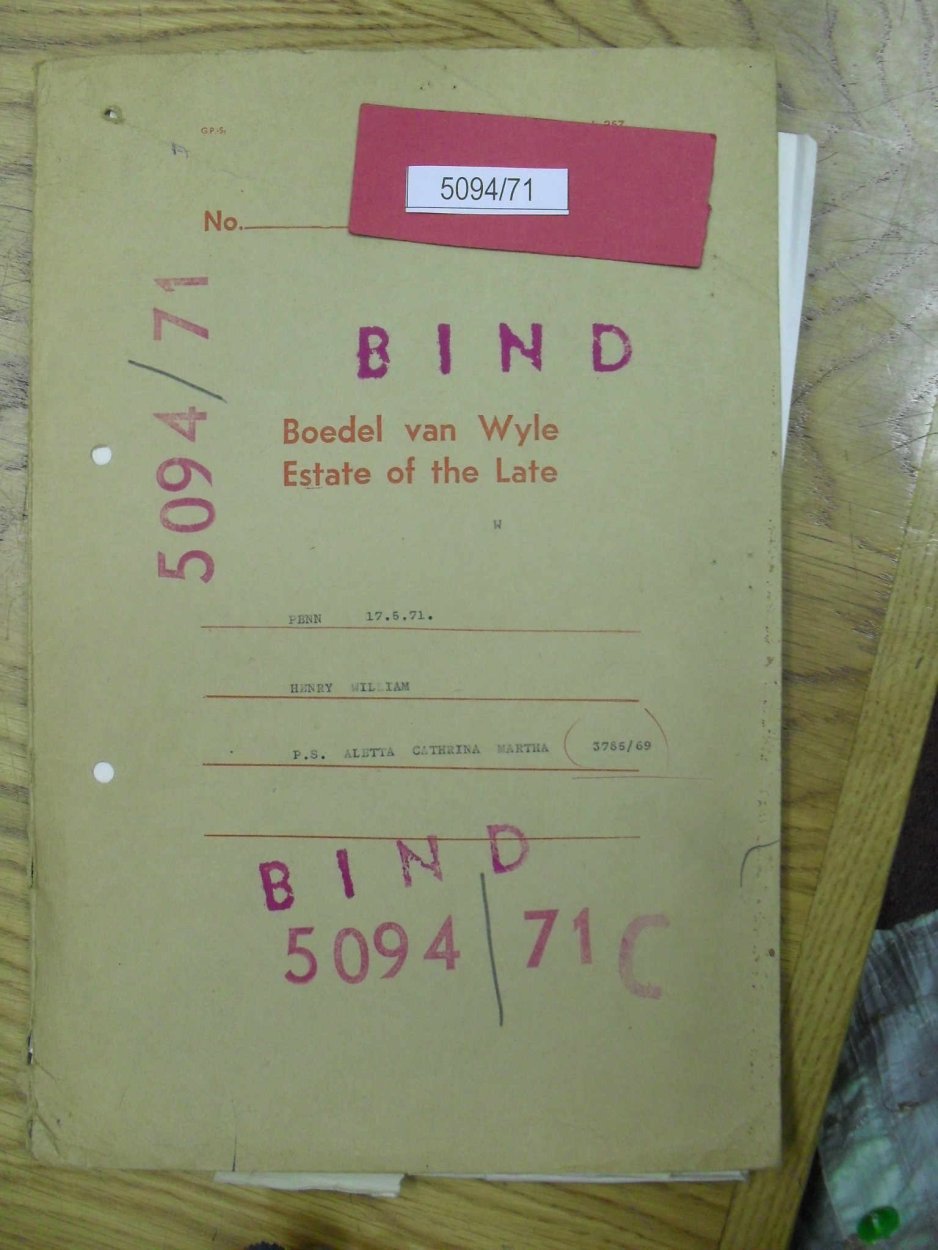 G.P.-S.
5094/71
No.
5094/71
BIND
Boedel van Wyle
Estate of the Late
W
PENN 17.5.71.
HENRY WILLIAM
P.S. ALETTA CATHRINA MARTHA 3785/69
BIND
5094/71 C